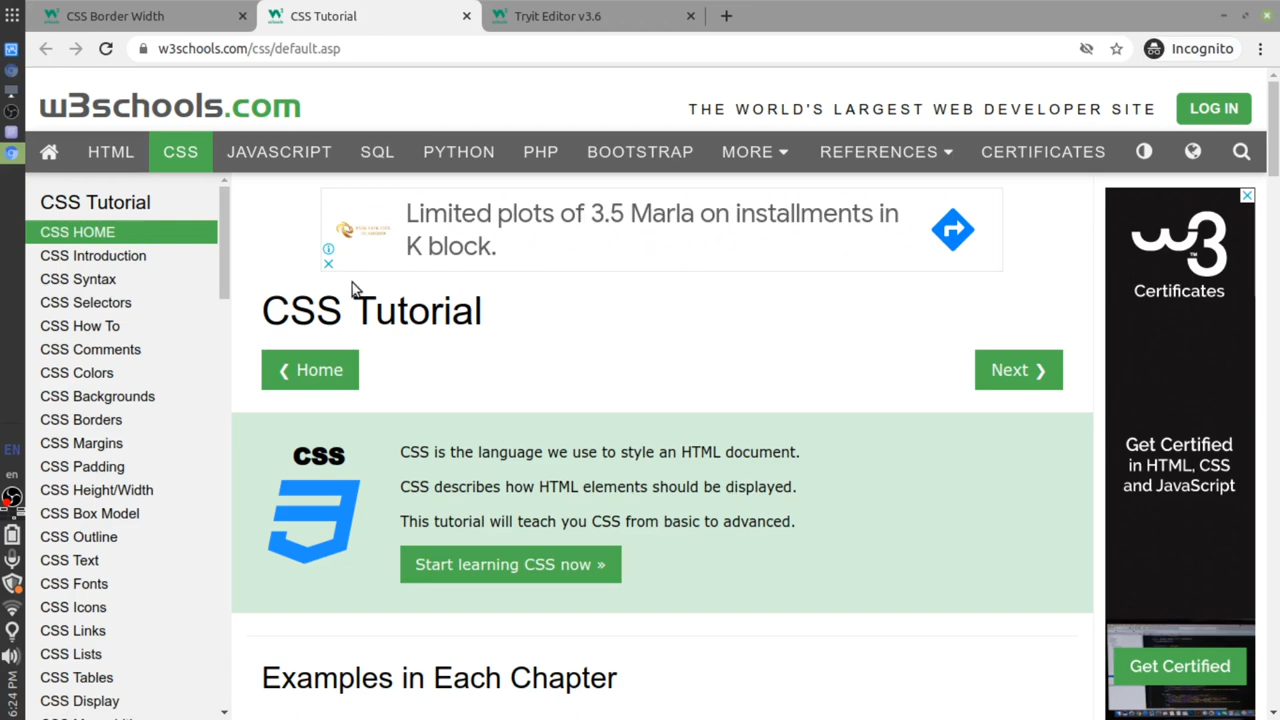 CSS Border Width
CSS Tutorial
Tryit Editor v3.6
w3schools.com/css/default.asp
Incognito
w3schools.com
THE WORLD'S LARGEST WEB DEVELOPER SITE
LOG IN
HTML
CSS
JAVASCRIPT
SQL
PYTHON
PHP
BOOTSTRAP
MORE
REFERENCES
CERTIFICATES
CSS Tutorial
CSS HOME
CSS Introduction
CSS Syntax
CSS Selectors
CSS How To
CSS Comments
CSS Colors
CSS Backgrounds
CSS Borders
CSS Margins
CSS Padding
CSS Height/Width
CSS Box Model
CSS Outline
CSS Text
CSS Fonts
CSS Icons
CSS Links
CSS Lists
CSS Tables
CSS Display
Limited plots of 3.5 Marla on installments in
K block.
CSS Tutorial
❮ Home
Next ❯
CSS
CSS is the language we use to style an HTML document.
CSS describes how HTML elements should be displayed.
This tutorial will teach you CSS from basic to advanced.
Start learning CSS now »
Examples in Each Chapter
w3
TM
Certificates
Get Certified
in HTML, CSS
and JavaScript
Get Certified
EN
en
6:24 PM